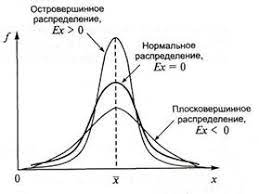 f
Островершинное
распределение,
Ex > 0
Нормальное
распределение,
Ex = 0
Плосковершинное
распределение,
Ex < 0
0
x̄
x